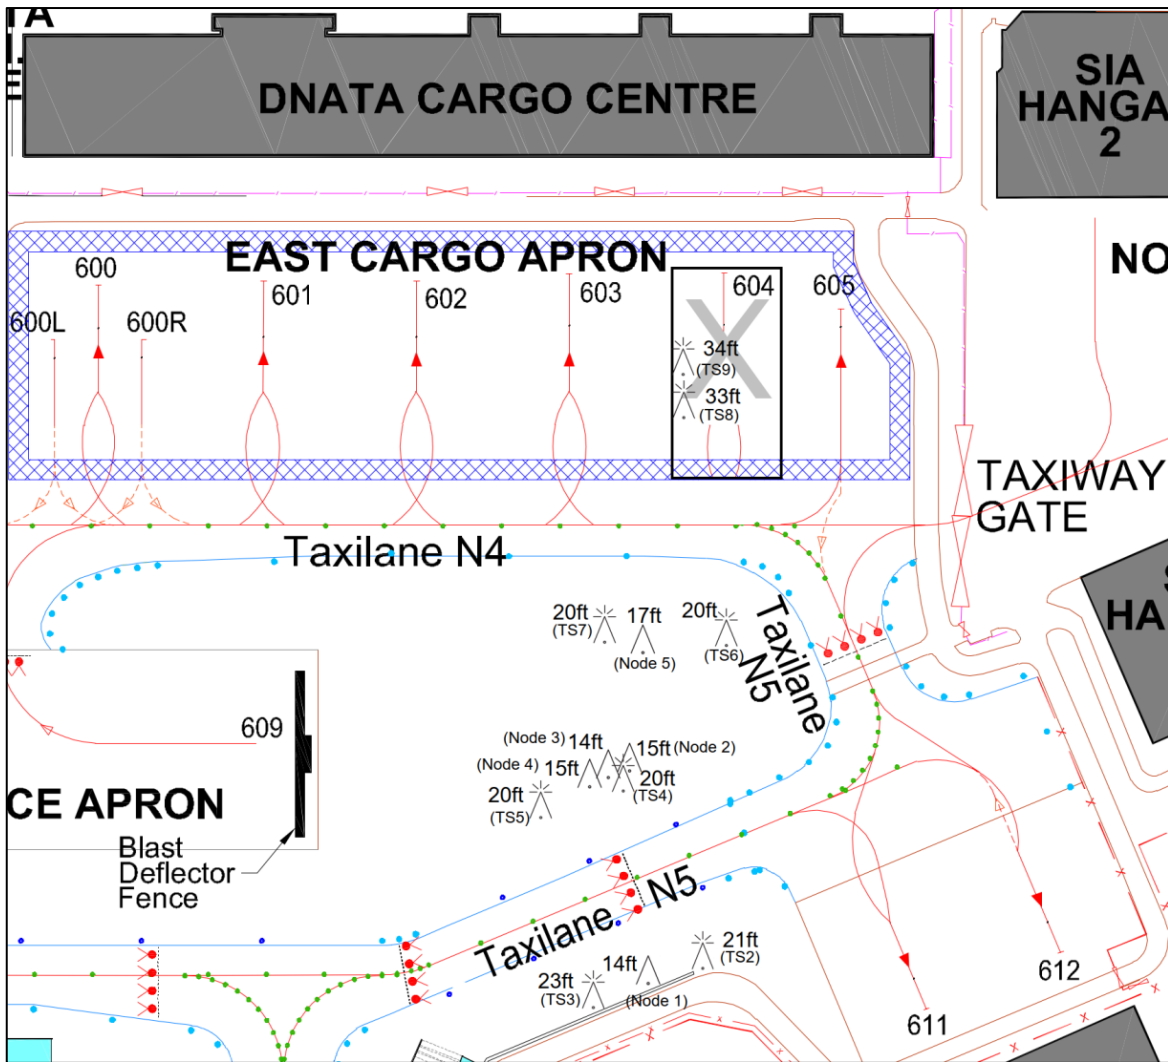 TA
DNATA CARGO CENTRE
SIA
HANGA
2
EAST CARGO APRON
NO
600
600L
600R
601
602
603
604
605
X
34ft
(TS9)
33ft
(TS8)
TAXIWAY
GATE
Taxilane N4
20ft
(TS7)
17ft
(Node 5)
20ft
(TS6)
Taxilane
N5
S
HA
609
(Node 3) 14ft
15ft (Node 2)
(Node 4) 15ft
20ft
(TS4)
20ft
(TS5)
CE APRON
Blast
Deflector
Fence
Taxilane N5
21ft
(TS2)
14ft
(Node 1)
23ft
(TS3)
612
611